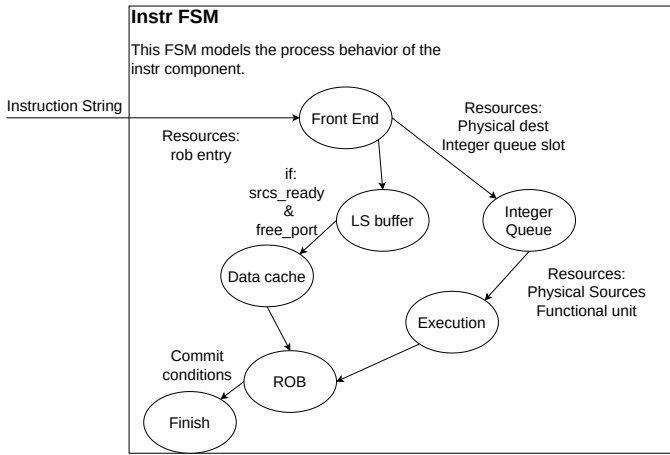 Instr FSM
This FSM models the process behavior of the
instr component.
Instruction String
Resources:
rob entry
Front End
Resources:
Physical dest
Integer queue slot
if:
srcs_ready
&
free_port
LS buffer
Integer
Queue
Data cache
Resources:
Physical Sources
Functional unit
Execution
Commit
conditions
ROB
Finish